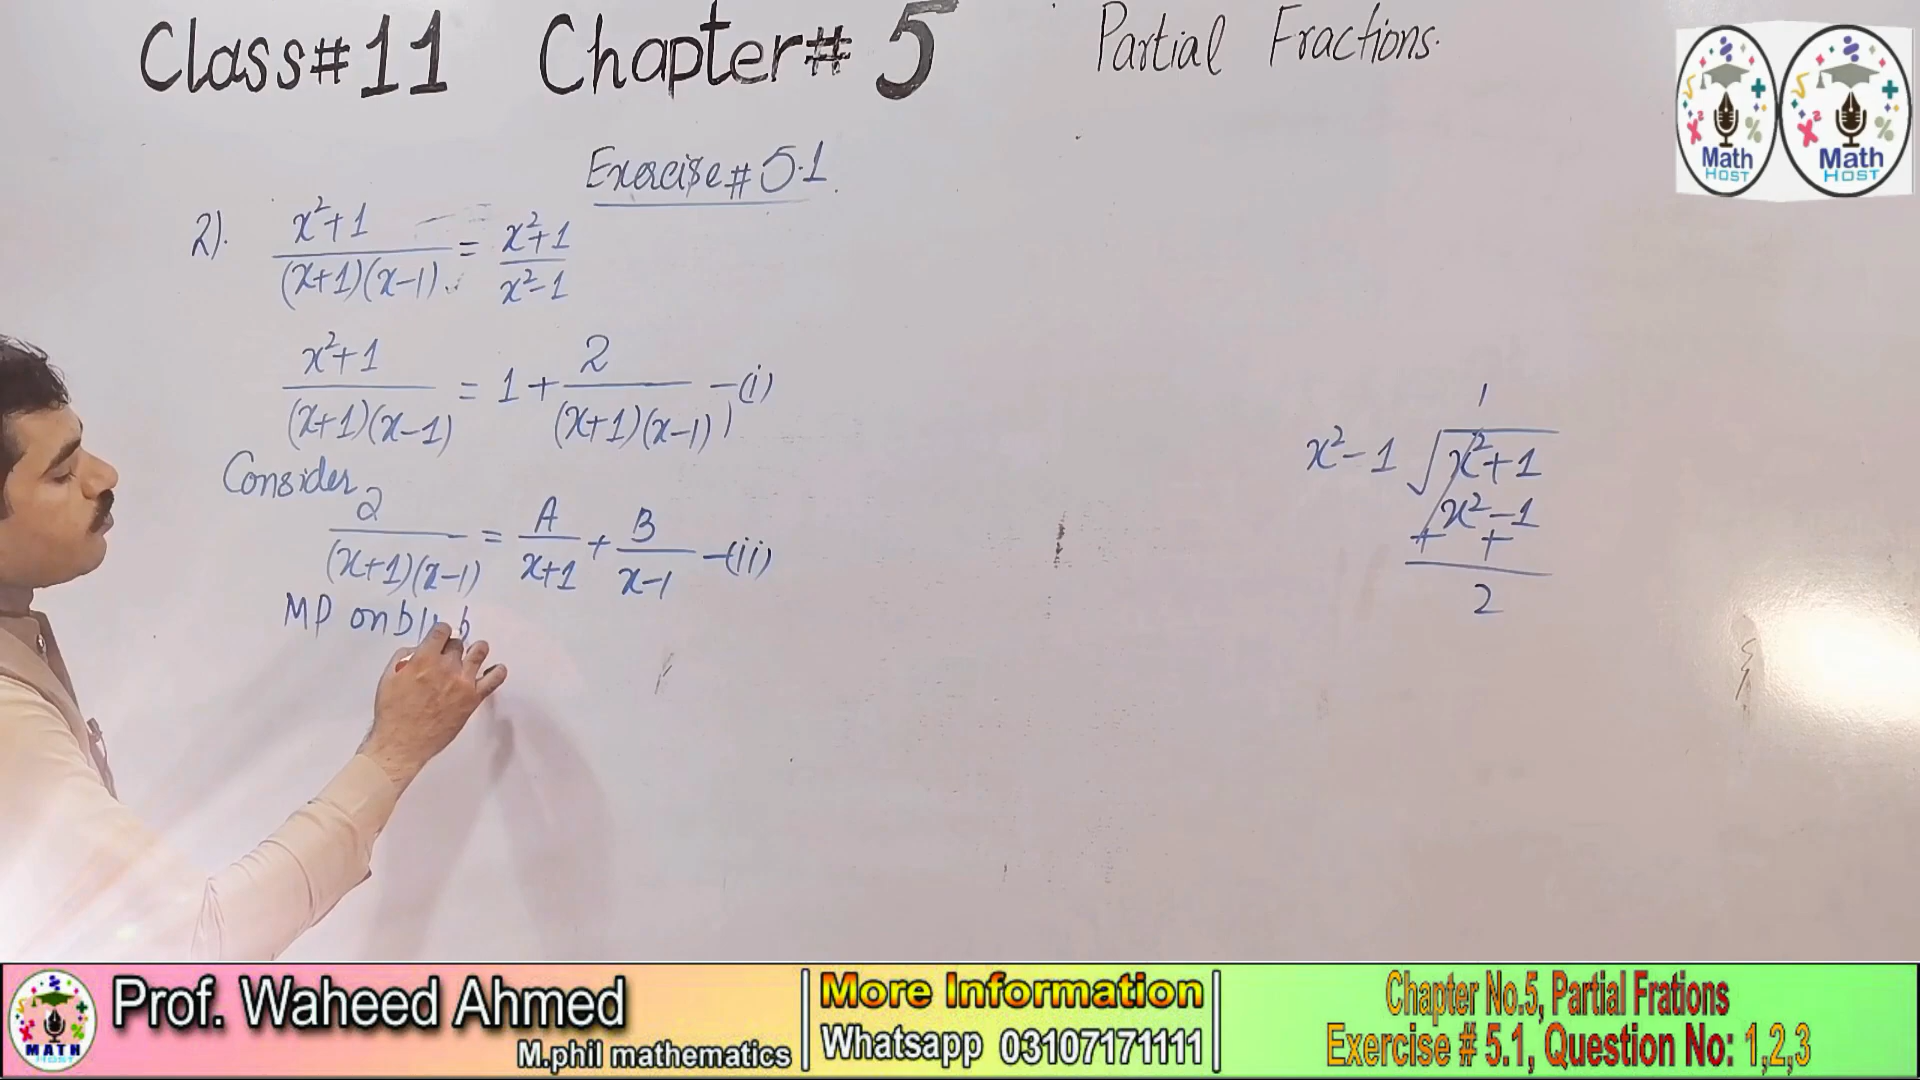 Class#11 Chapter# 5 Partial Fractions.
Math HOST Math HOST
Exercise# 5.1
2). x²+1 / (x+1)(x-1) = x²+1 / x²-1
x²+1 / (x+1)(x-1) = 1 + 2 / (x+1)(x-1) -(i)
Consider
2 / (x+1)(x-1) = A / x+1 + B / x-1 -(ii)
MP on b
1
x²-1 √ x²+1
x²-1
+ +
2
MATH HOST
Prof. Waheed Ahmed
M.phil mathematics
More Information
Whatsapp 03107171111
Chapter No.5, Partial Frations
Exercise # 5.1, Question No: 1,2,3